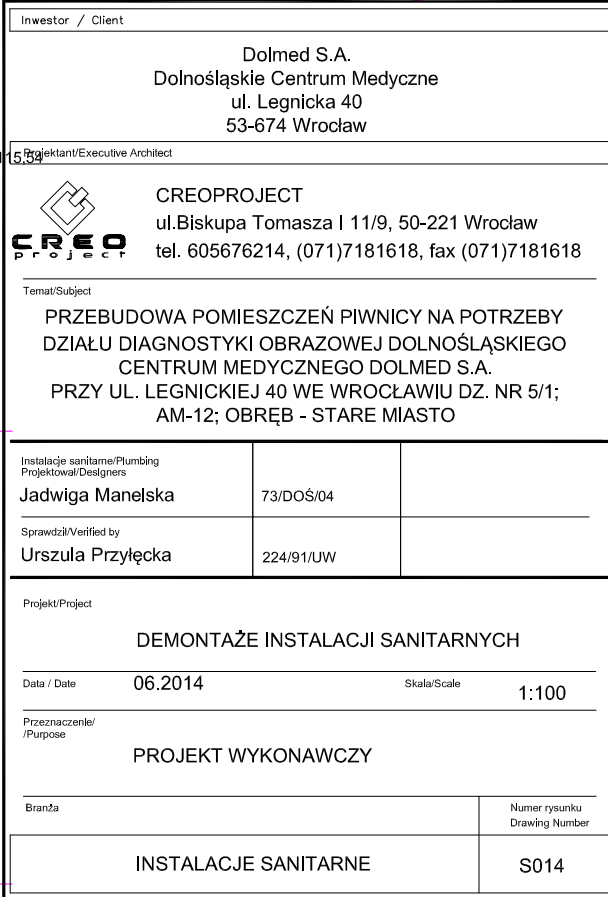 Inwestor / Client
Dolmed S.A.
Dolnośląskie Centrum Medyczne
ul. Legnicka 40
53-674 Wrocław
Projektant/Executive Architect
15,54
CREO
project
CREOPROJECT
ul.Biskupa Tomasza I 11/9, 50-221 Wrocław
tel. 605676214, (071)7181618, fax (071)7181618
Temat/Subject
PRZEBUDOWA POMIESZCZEŃ PIWNICY NA POTRZEBY
DZIAŁU DIAGNOSTYKI OBRAZOWEJ DOLNOŚLĄSKIEGO
CENTRUM MEDYCZNEGO DOLMED S.A.
PRZY UL. LEGNICKIEJ 40 WE WROCŁAWIU DZ. NR 5/1;
AM-12; OBRĘB - STARE MIASTO
Instalacje sanitarne/Plumbing
Projektował/Designers
Jadwiga Manelska 73/DOŚ/04
Sprawdził/Verified by
Urszula Przyłęcka 224/91/UW
Projekt/Project
DEMONTAŻE INSTALACJI SANITARNYCH
Data / Date 06.2014 Skala/Scale 1:100
Przeznaczenie/
/Purpose
PROJEKT WYKONAWCZY
Branża
Numer rysunku
Drawing Number
INSTALACJE SANITARNE S014